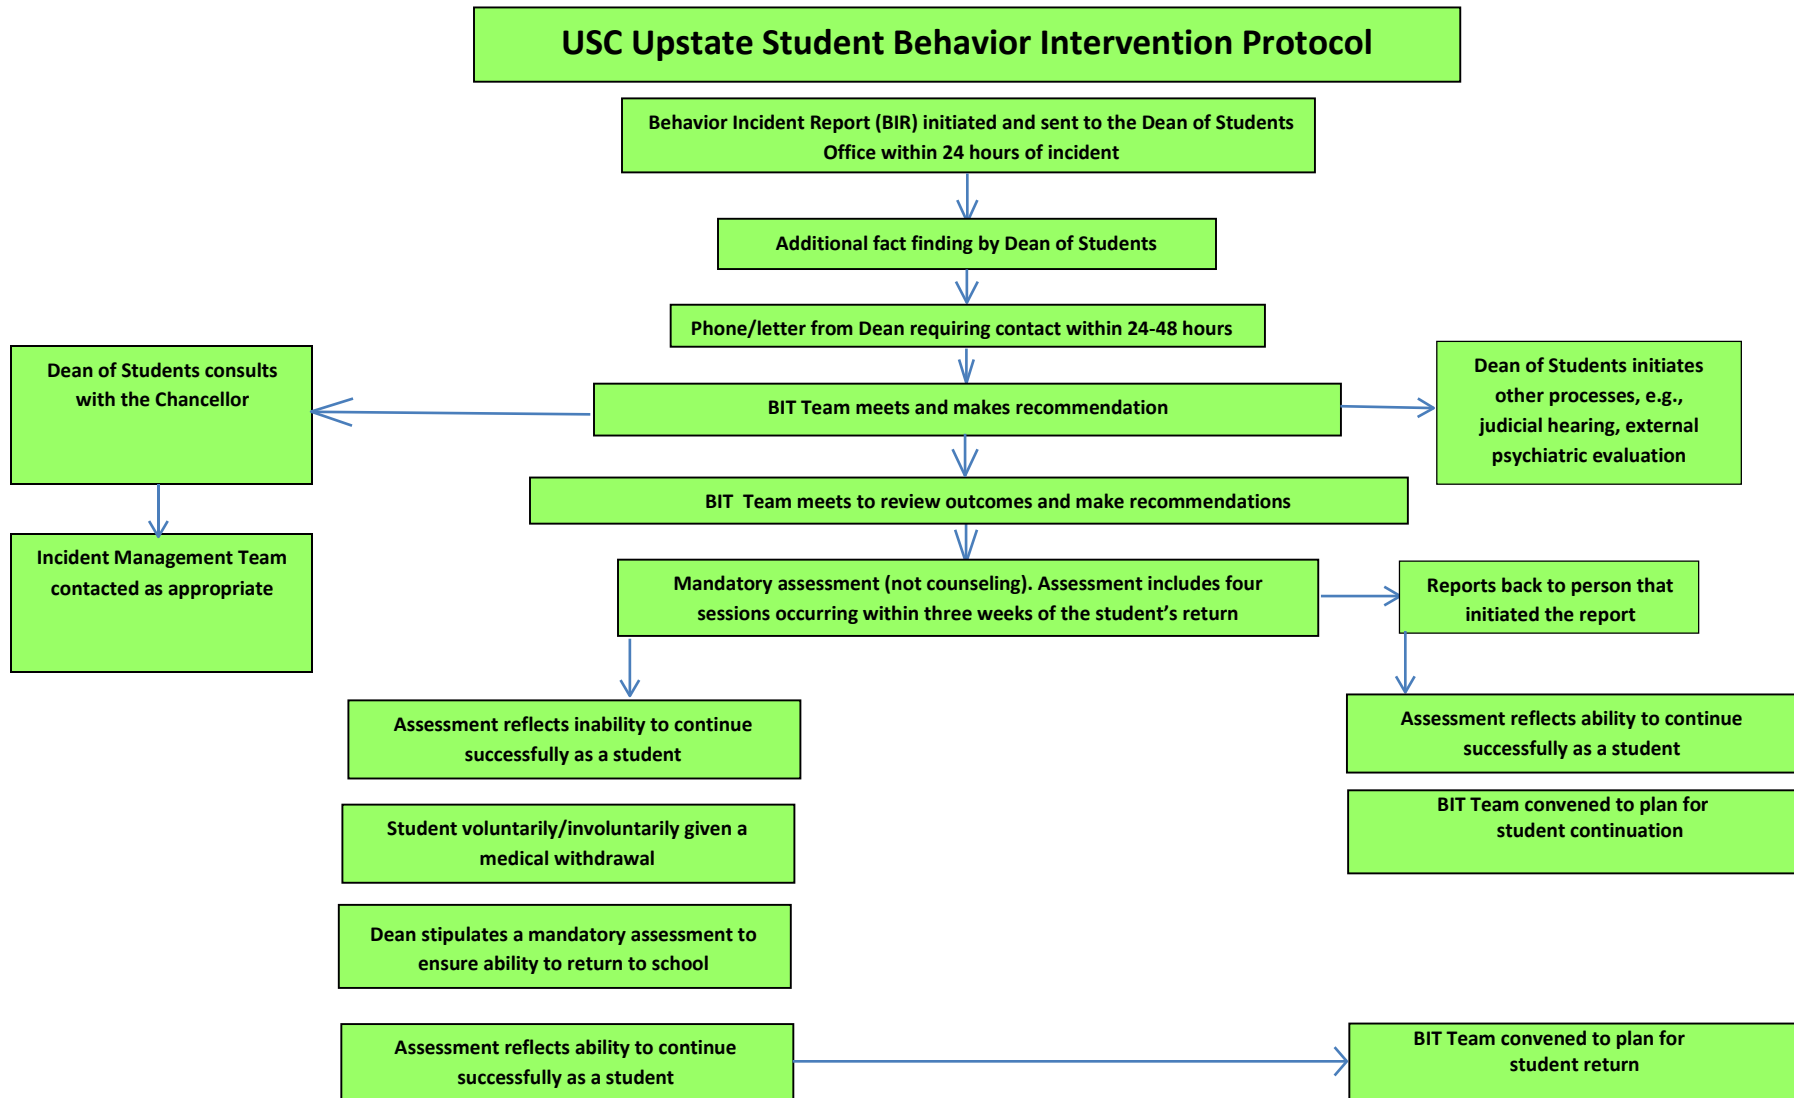 USC Upstate Student Behavior Intervention Protocol
Behavior Incident Report (BIR) initiated and sent to the Dean of Students
Office within 24 hours of incident
Additional fact finding by Dean of Students
Phone/letter from Dean requiring contact within 24-48 hours
Dean of Students consults
with the Chancellor
BIT Team meets and makes recommendation
Dean of Students initiates
other processes, e.g.,
judicial hearing, external
psychiatric evaluation
BIT  Team meets to review outcomes and make recommendations
Incident Management Team
contacted as appropriate
Mandatory assessment (not counseling). Assessment includes four
sessions occurring within three weeks of the student’s return
Reports back to person that
initiated the report
Assessment reflects inability to continue
successfully as a student
Assessment reflects ability to continue
successfully as a student
Student voluntarily/involuntarily given a
medical withdrawal
BIT Team convened to plan for
student continuation
Dean stipulates a mandatory assessment to
ensure ability to return to school
Assessment reflects ability to continue
successfully as a student
BIT Team convened to plan for
student return